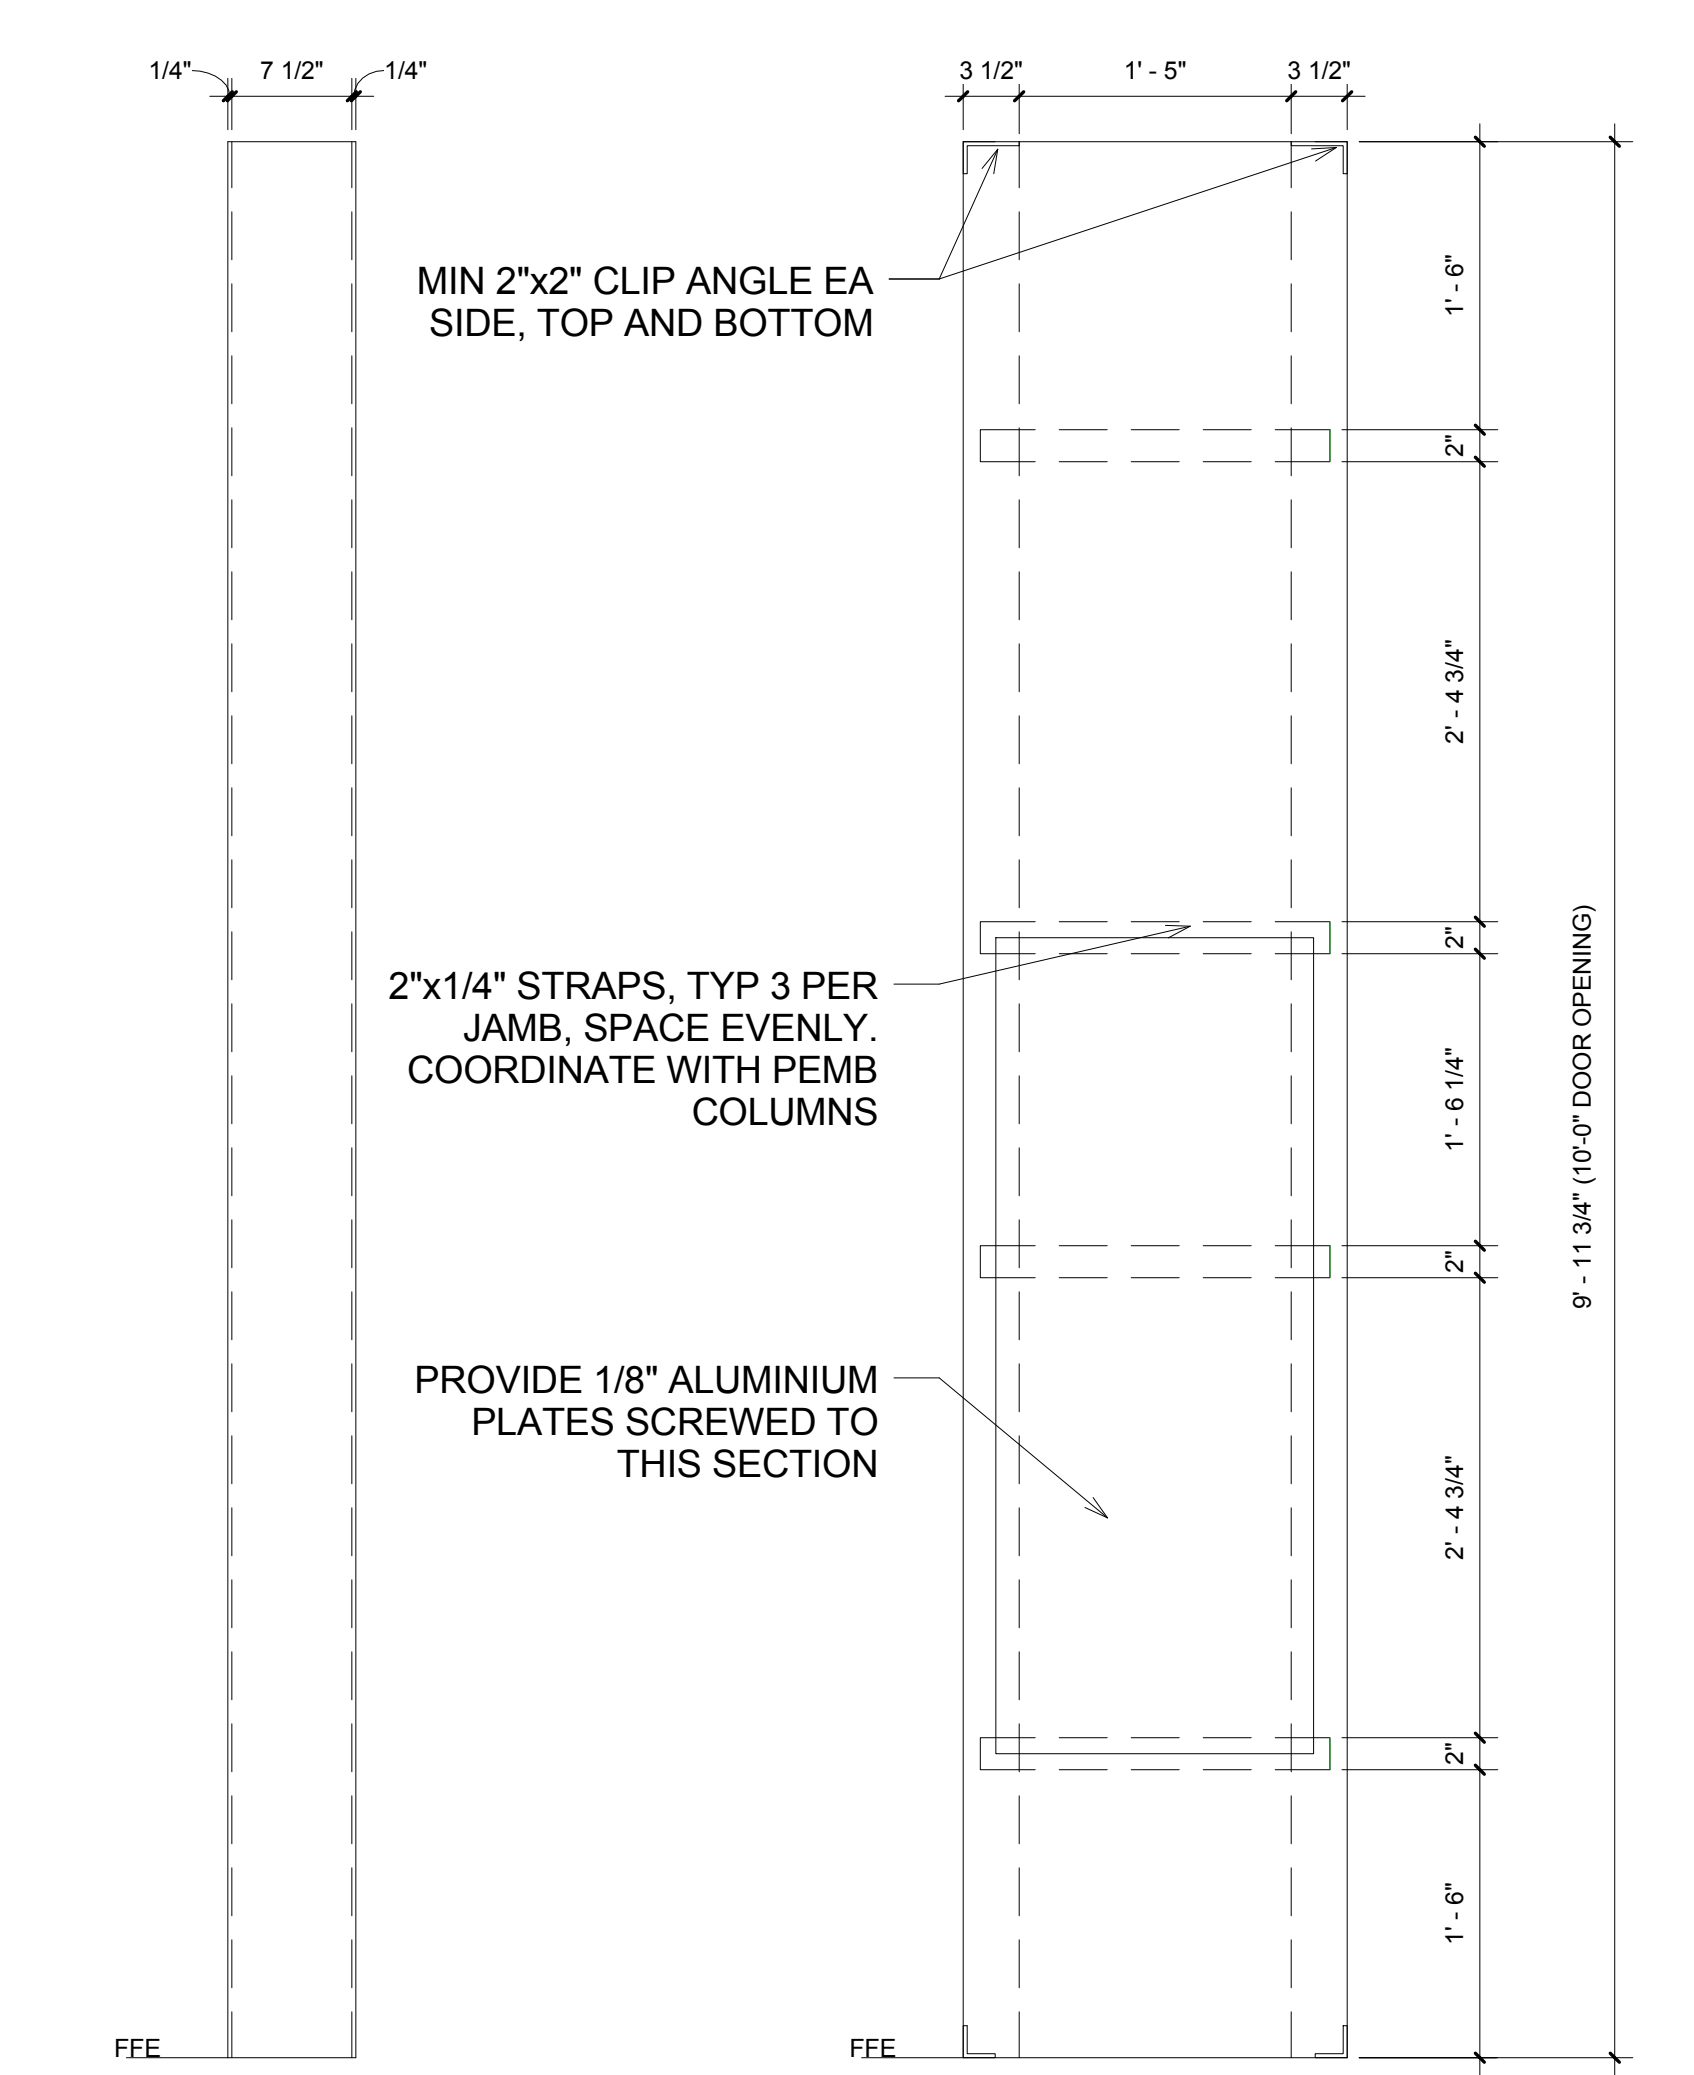 1/4" 7 1/2" 1/4"
3 1/2" 1' - 5" 3 1/2"
MIN 2"x2" CLIP ANGLE EA
SIDE, TOP AND BOTTOM
1' - 6"
2"
2' - 4 3/4"
2"
2"x1/4" STRAPS, TYP 3 PER
JAMB, SPACE EVENLY.
COORDINATE WITH PEMB
COLUMNS
1' - 6 1/4"
9' - 11 3/4" (10'-0" DOOR OPENING)
2"
PROVIDE 1/8" ALUMINIUM
PLATES SCREWED TO
THIS SECTION
2' - 4 3/4"
2"
1' - 6"
FFE
FFE